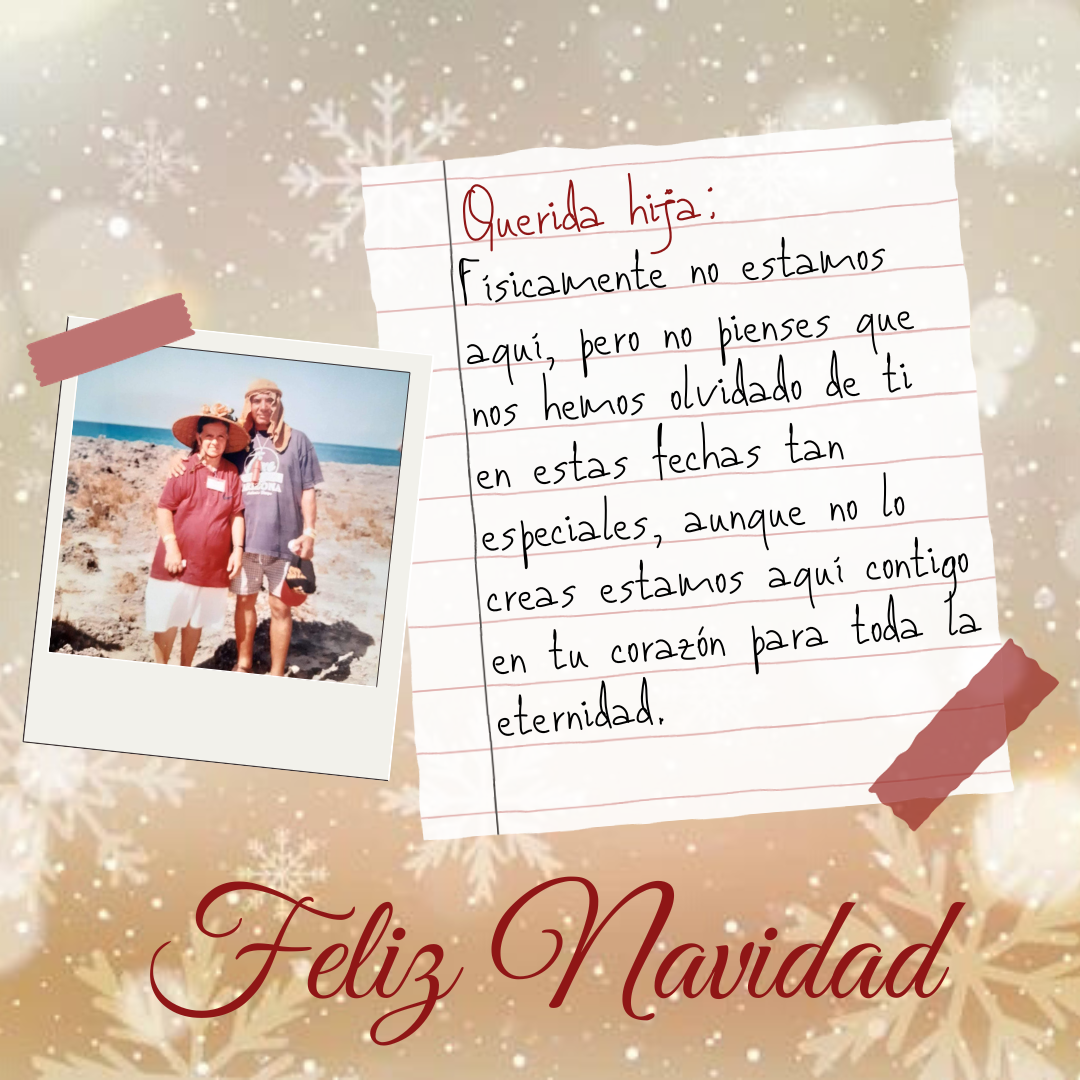 Querida hija:
Físicamente no estamos
aquí, pero no pienses que
nos hemos olvidado de ti
en estas fechas tan
especiales, aunque no lo
creas estamos aquí contigo
en tu corazón para toda la
eternidad.
Feliz Navidad